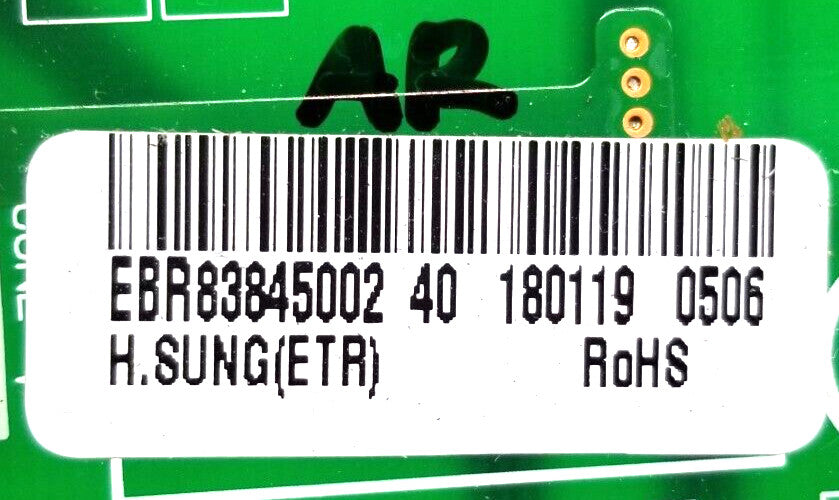 AR
EBR83845002 40 180119 0506
H.SUNG(ETR) RoHS